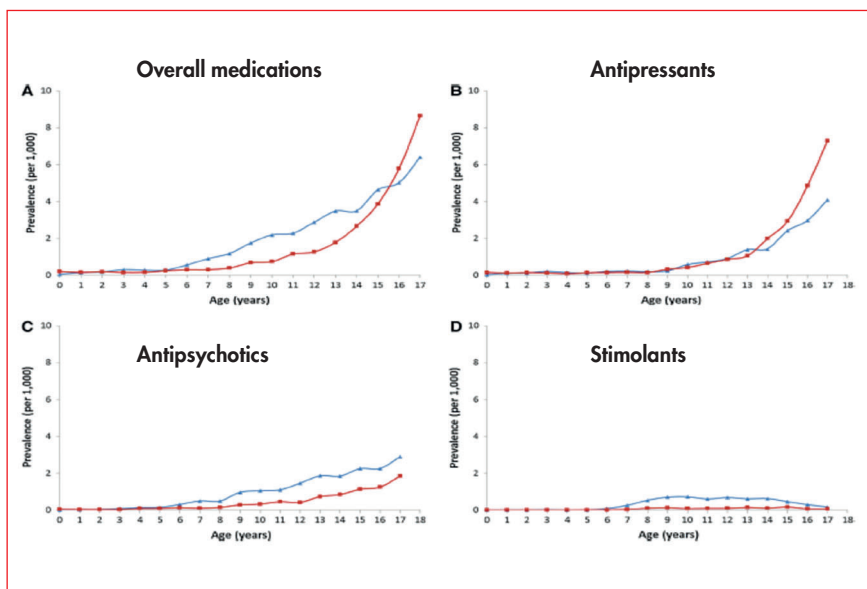 Overall medications
A
10
8
6
4
2
0
Prevalence (per 1,000)
0 1 2 3 4 5 6 7 8 9 10 11 12 13 14 15 16 17
Age (years)
Antipressants
B
10
8
6
4
2
0
Prevalence (per 1,000)
0 1 2 3 4 5 6 7 8 9 10 11 12 13 14 15 16 17 18
Age (years)
Antipsychotics
C
10
8
6
4
2
0
Prevalence (per 1,000)
0 1 2 3 4 5 6 7 8 9 10 11 12 13 14 15 16 17 18
Age (years)
Stimolants
D
10
8
6
4
2
0
Prevalence (per 1,000)
0 1 2 3 4 5 6 7 8 9 10 11 12 13 14 15 16 17 18
Age (years)